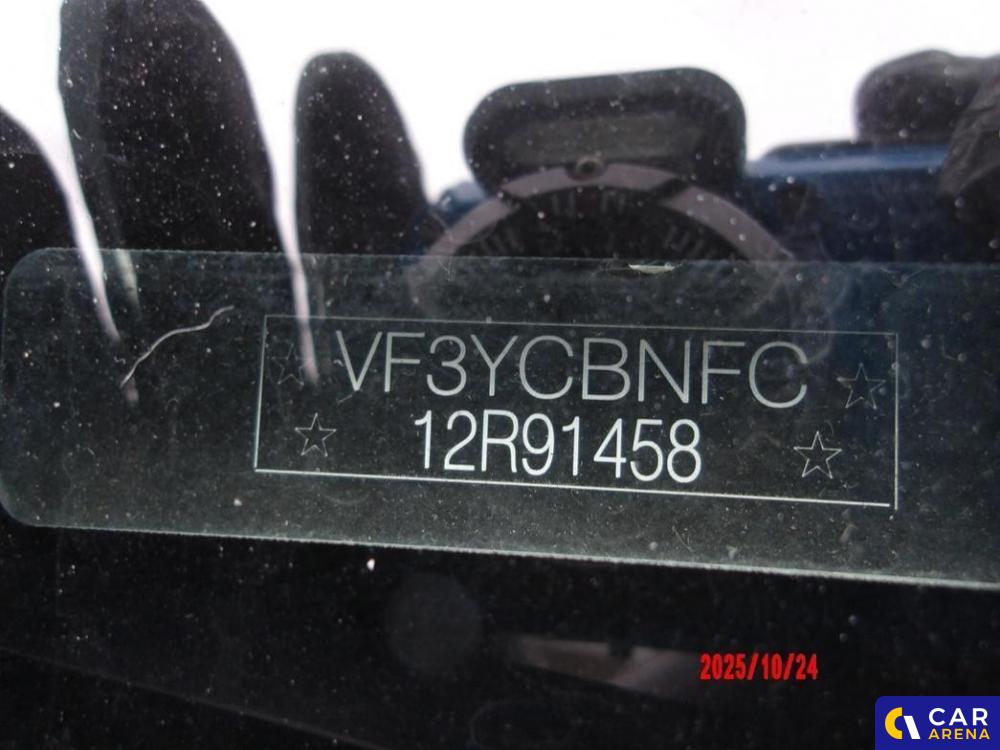 VF3YCBNFC
12R91458
2025/10/24
CAR
ARENA